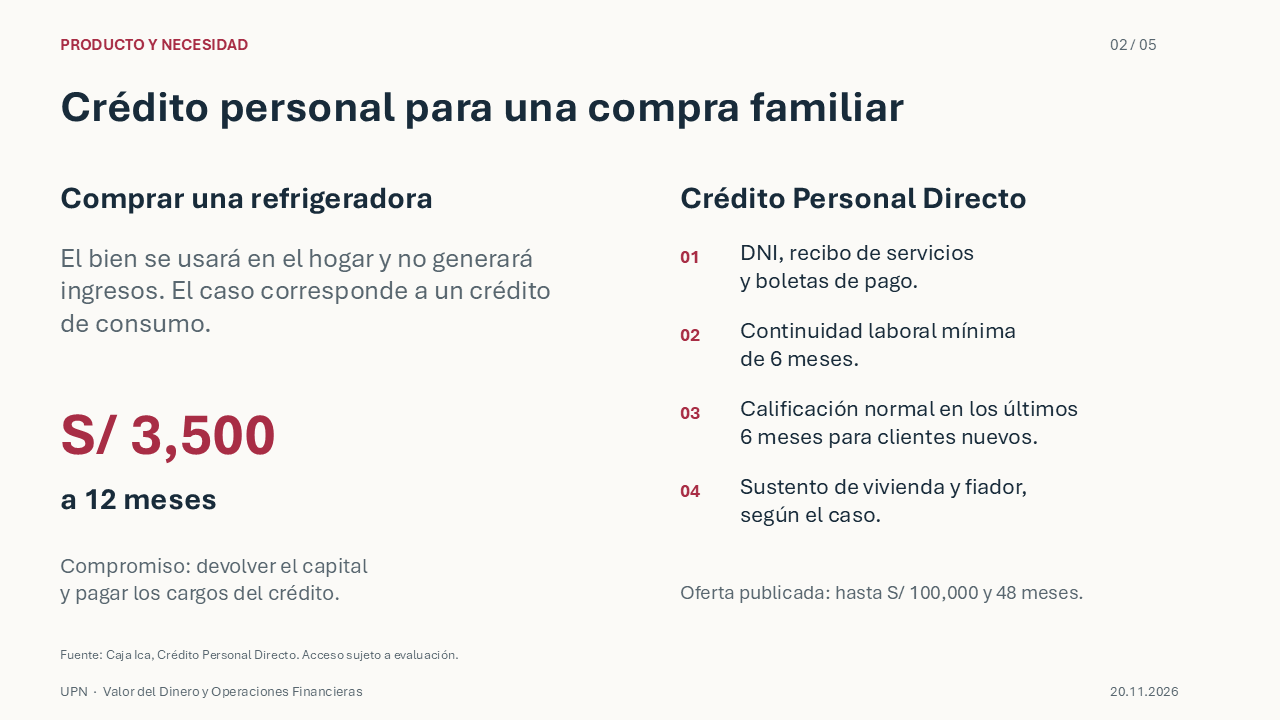 PRODUCTO Y NECESIDAD
02 / 05
Crédito personal para una compra familiar
Comprar una refrigeradora
El bien se usará en el hogar y no generará
ingresos. El caso corresponde a un crédito
de consumo.
S/ 3,500
a 12 meses
Compromiso: devolver el capital
y pagar los cargos del crédito.
Crédito Personal Directo
01 DNI, recibo de servicios
y boletas de pago.
02 Continuidad laboral mínima
de 6 meses.
03 Calificación normal en los últimos
6 meses para clientes nuevos.
04 Sustento de vivienda y fiador,
según el caso.
Oferta publicada: hasta S/ 100,000 y 48 meses.
Fuente: Caja Ica, Crédito Personal Directo. Acceso sujeto a evaluación.
UPN · Valor del Dinero y Operaciones Financieras
20.11.2026